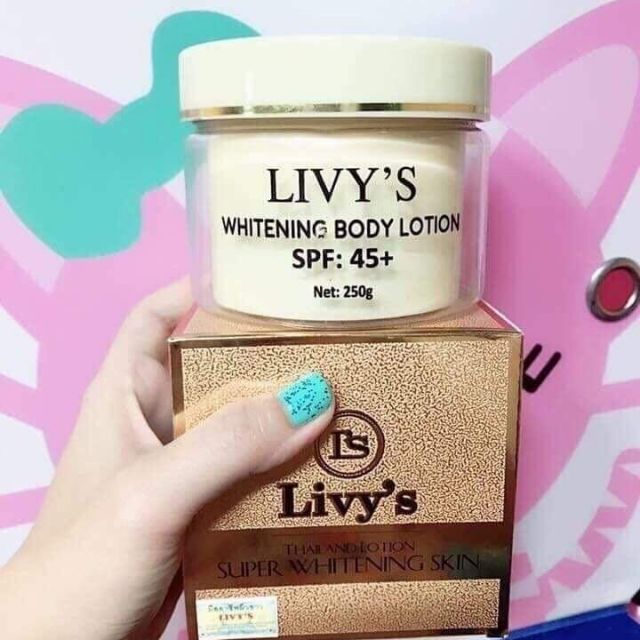 LIVY'S
WHITENING BODY LOTION
SPF: 45+
Net: 250g
Ls
Livy's
THAILAND LOTION
SUPER WHITENING SKIN
LIVY'S